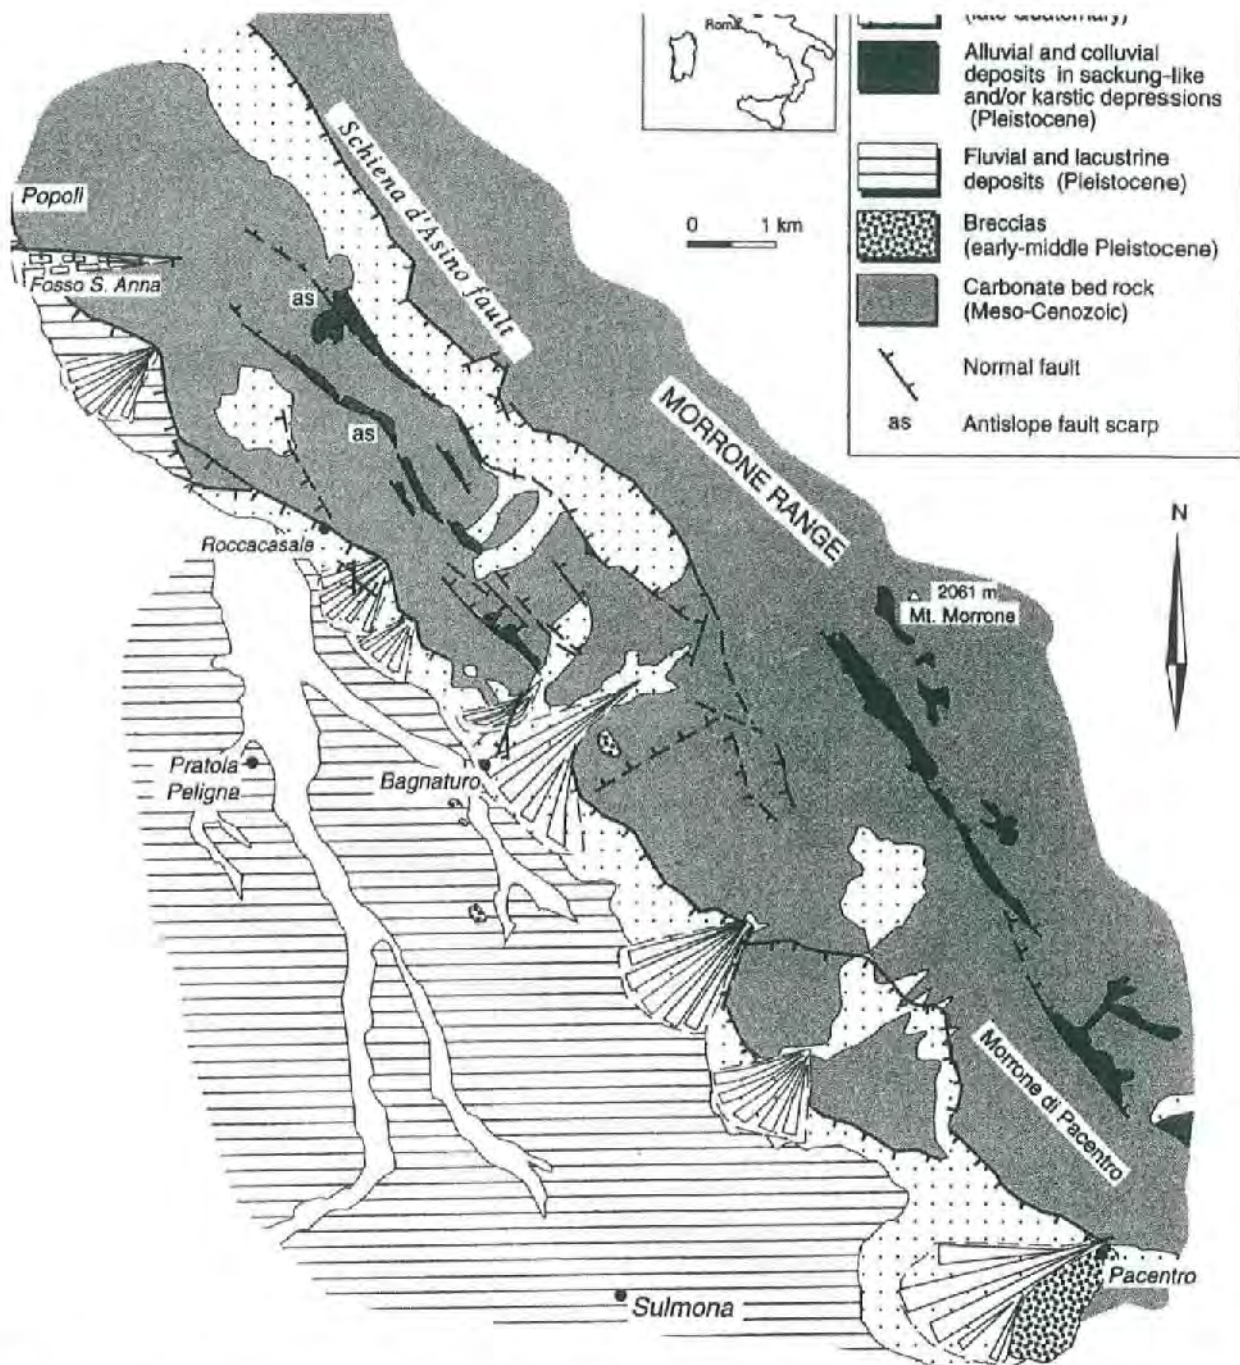 Roma
(late Quaternary)
Alluvial and colluvial
deposits in sackung-like
and/or karstic depressions
(Pleistocene)
Fluvial and lacustrine
deposits (Pleistocene)
Breccias
(early-middle Pleistocene)
Carbonate bed rock
(Meso-Cenozoic)
Normal fault
as Antislope fault scarp
0 1 km
Schiena d'Asino fault
Popoli
Fosso S. Anna
as
as
MORRONE RANGE
N
Roccacasale
2061 m
Mt. Morrone
Pratola
Peligna
Bagnaturo
Morrone di Pacentro
Pacentro
Sulmona